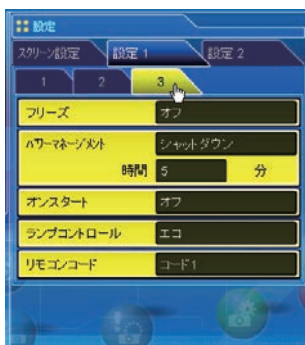 設定
スクリーン設定 設定 1 設定 2
1 2 3
フリーズ オフ
パワーマネージメント シャットダウン
時間 5 分
オンスタート オフ
ランプコントロール エコ
リモコンコード コード1